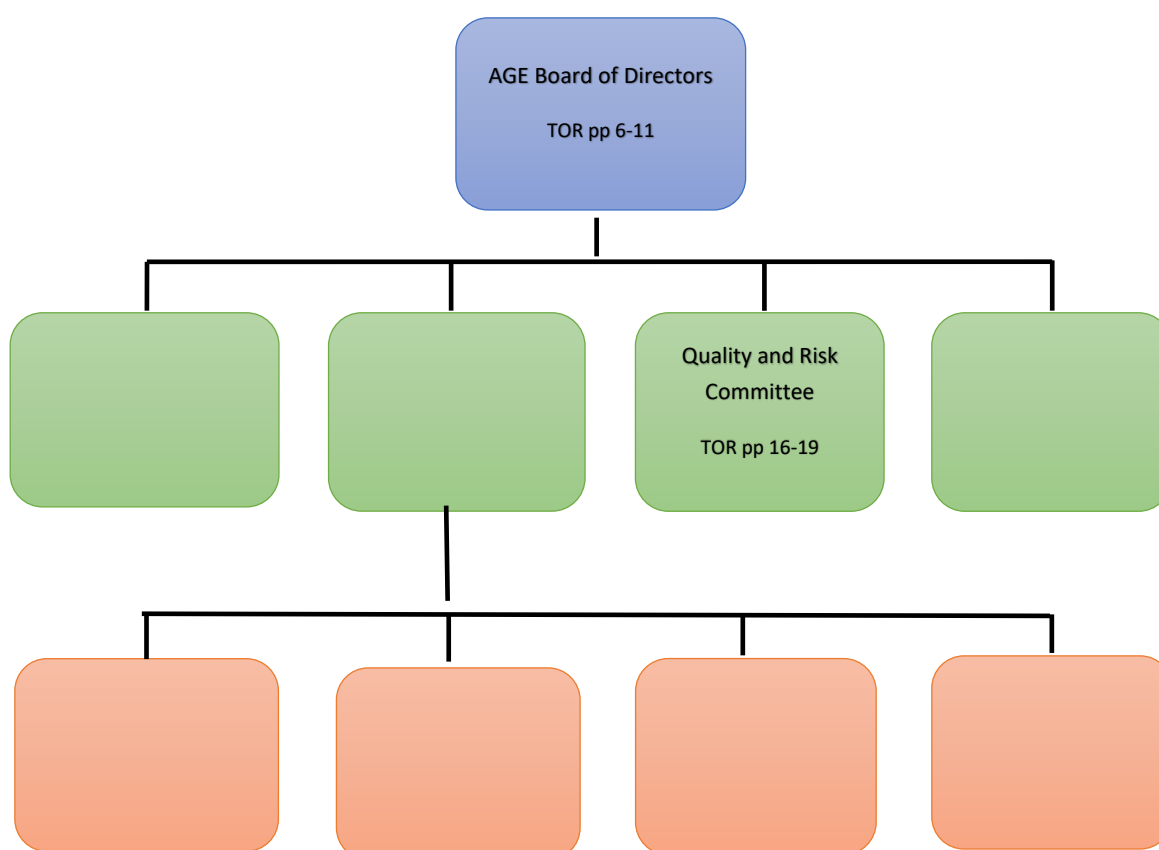 AGE Board of Directors
TOR pp 6-11
Quality and Risk
Committee
TOR pp 16-19